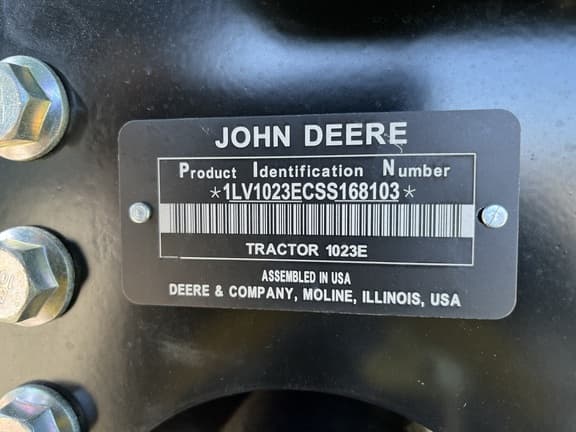 JOHN DEERE
Product Identification Number
*1LV1023ECSS168103*
TRACTOR 1023E
ASSEMBLED IN USA
DEERE & COMPANY, MOLINE, ILLINOIS, USA